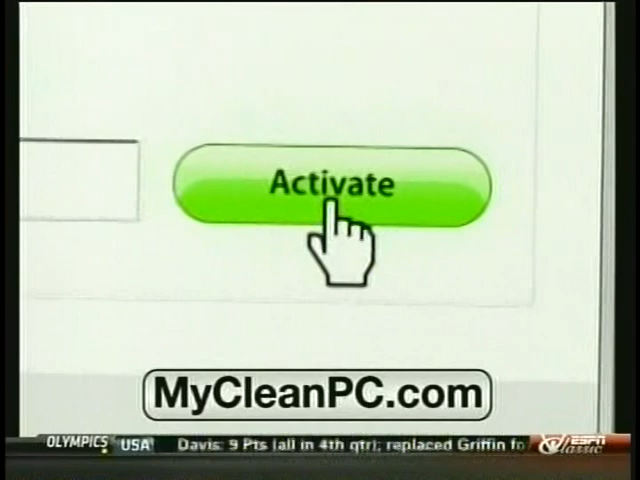 Activate
MyCleanPC.com
OLYMPICS USA Davis: 9 Pts (all in 4th qtr); replaced Griffin fo ESPN Classic